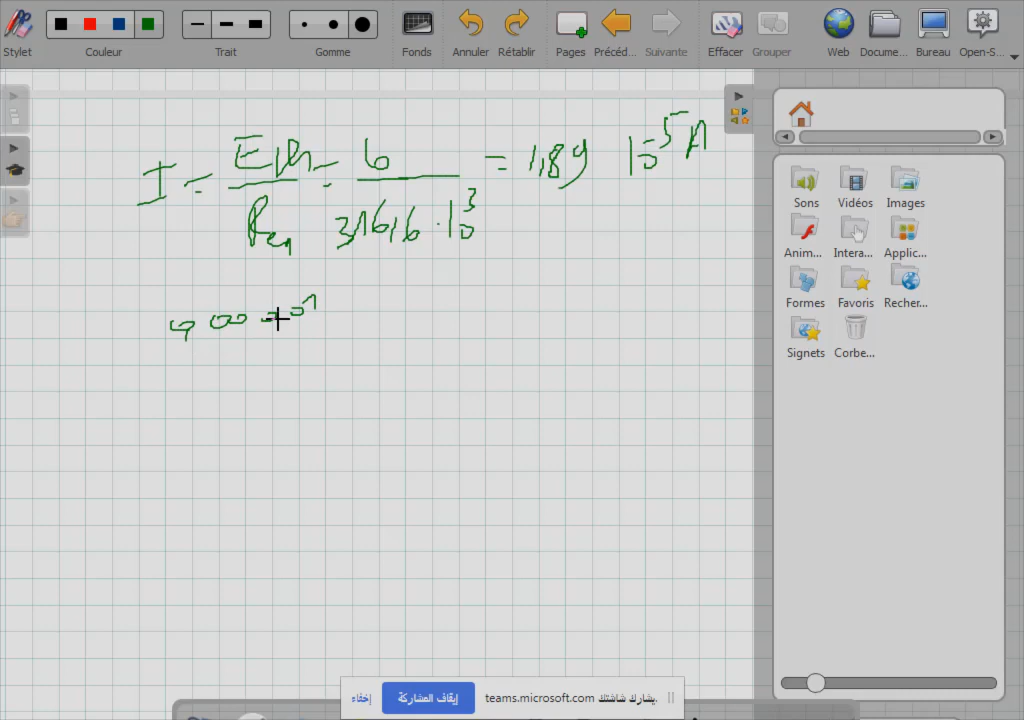 Stylet Couleur Trait Gomme Fonds Annuler Rétablir Pages Précéd... Suivante Effacer Grouper Web Docume... Bureau Open-S...
I = Eth / Req = 6 / 316,6 · 10³ = 1,89 10⁻⁵ A
Sons Vidéos Images
Anim... Intera... Applic...
Formes Favoris Recher...
Signets Corbe...
يشارك شاشتك teams.microsoft.com. إيقاف المشاركة إخفاء